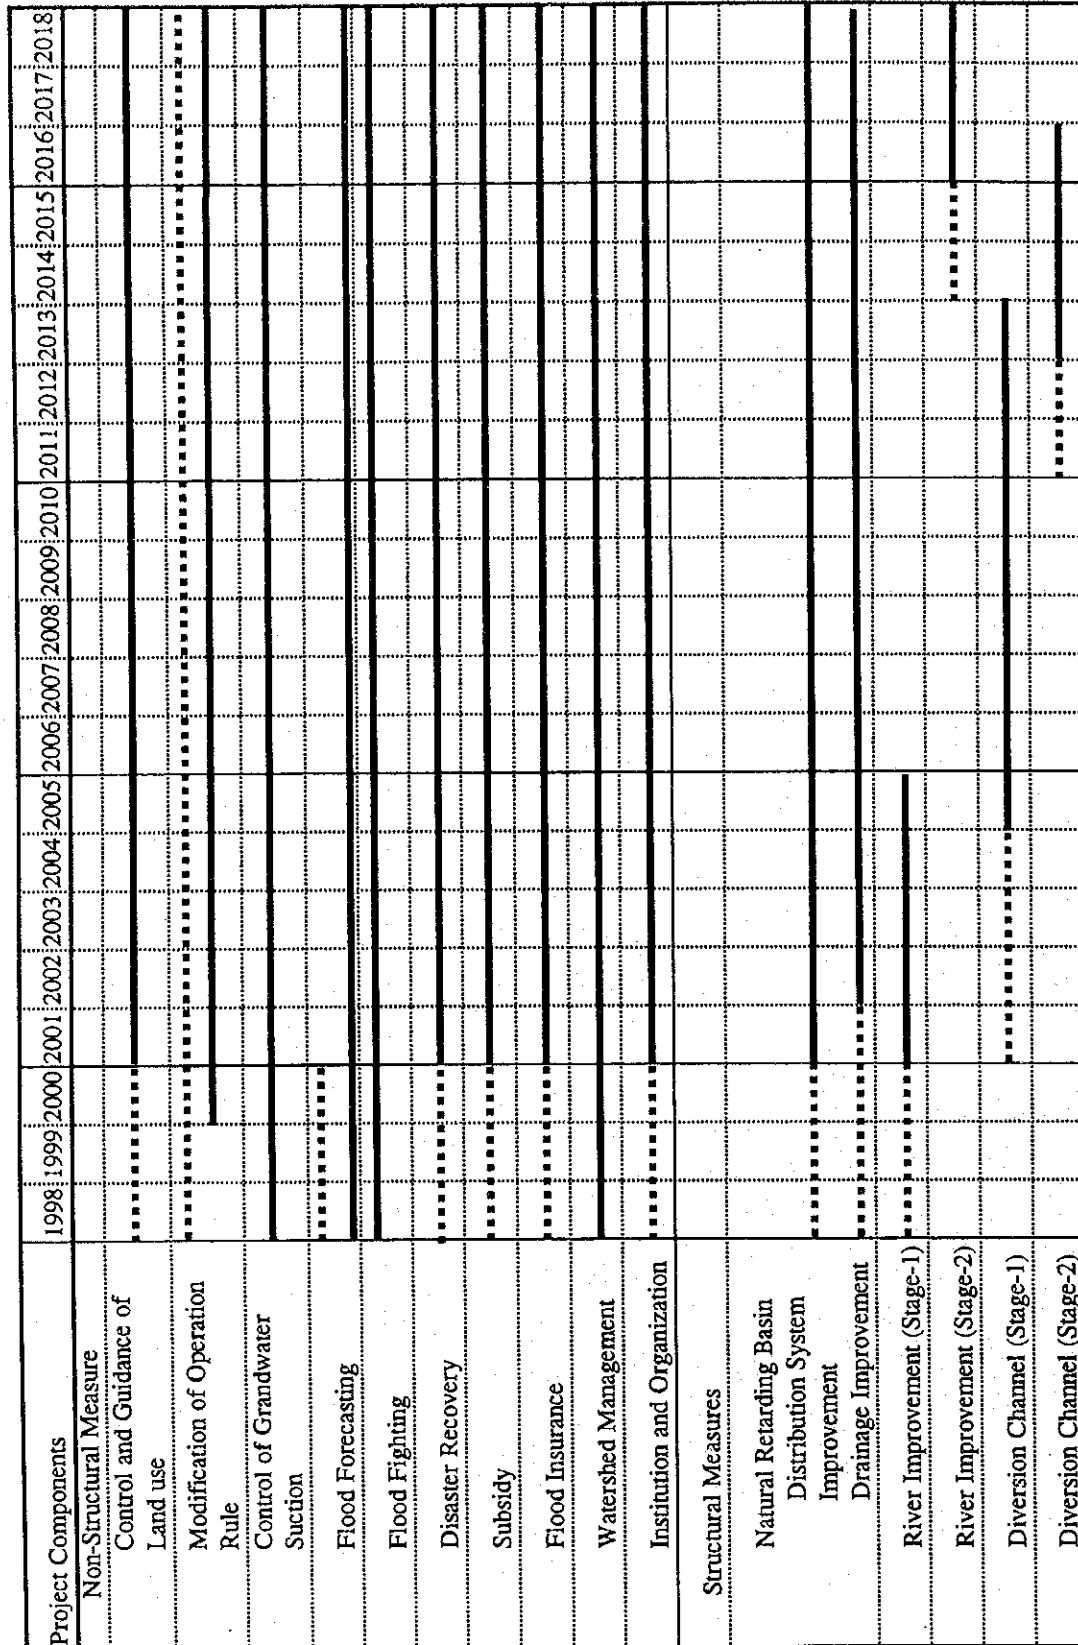 Project Components
1998 1999 2000 2001 2002 2003 2004 2005 2006 2007 2008 2009 2010 2011 2012 2013 2014 2015 2016 2017 2018
Non-Structural Measure
Control and Guidance of
Land use
Modification of Operation
Rule
Control of Grandwater
Suction
Flood Forecasting
Flood Fighting
Disaster Recovery
Subsidy
Flood Insurance
Watershed Management
Institution and Organization
Structural Measures
Natural Retarding Basin
Distribution System
Improvement
Drainage Improvement
River Improvement (Stage-1)
River Improvement (Stage-2)
Diversion Channel (Stage-1)
Diversion Channel (Stage-2)